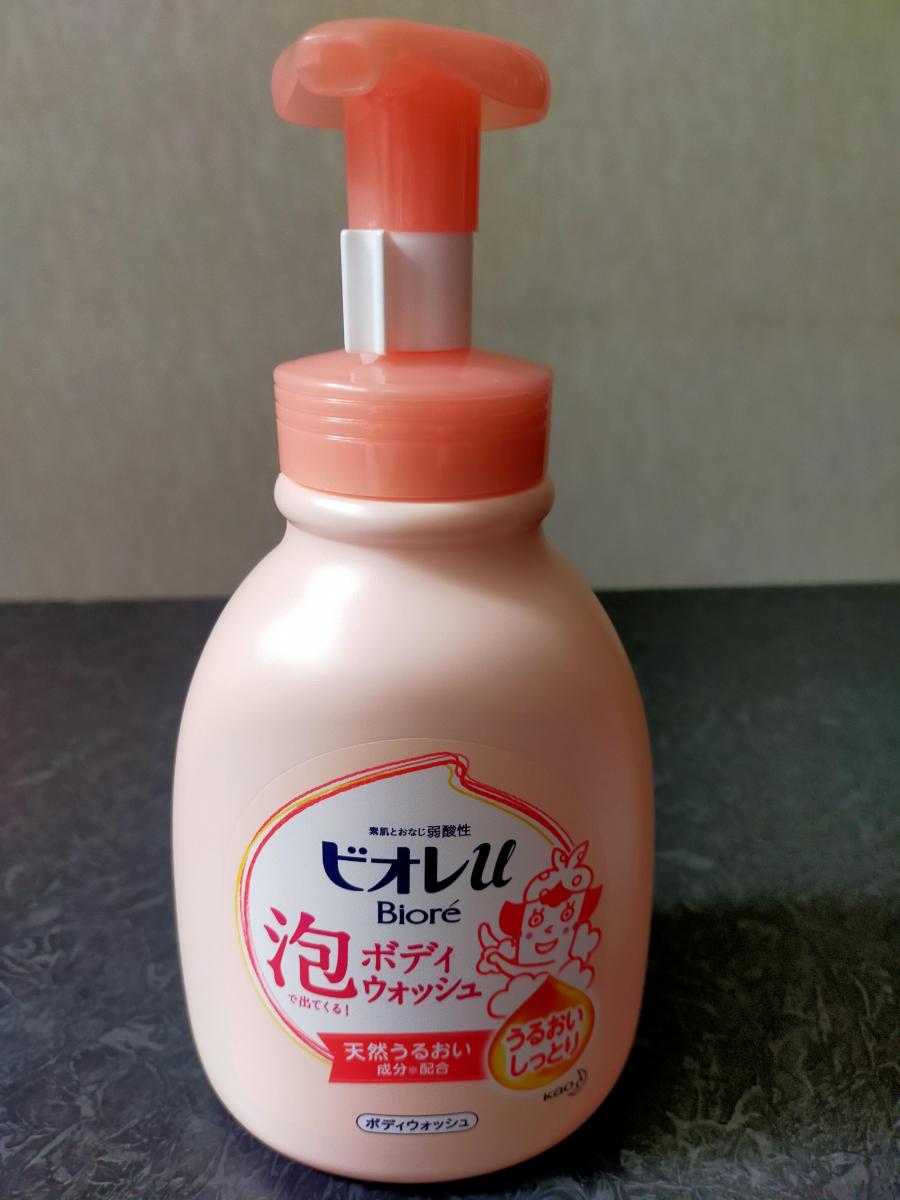 素肌とおなじ弱酸性
ビオレu
Bioré
泡
で出てくる!
ボディ
ウォッシュ
天然うるおい
成分※配合
うるおい
しっとり
Kao
ボディウォッシュ